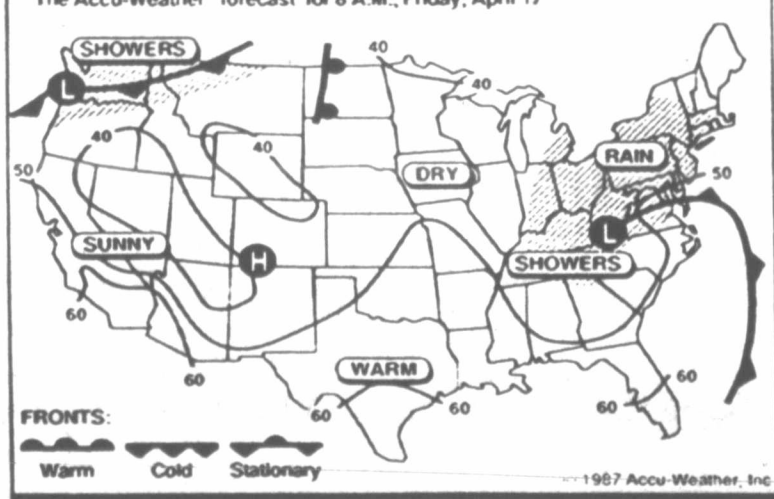 The Accu-Weather forecast for 8 A.M., Friday, April 17
SHOWERS
L
40
40
40
40
50
DRY
RAIN
50
SUNNY
H
L
SHOWERS
60
60
WARM
60
60
60
60
FRONTS:
Warm Cold Stationary
1987 Accu-Weather, Inc